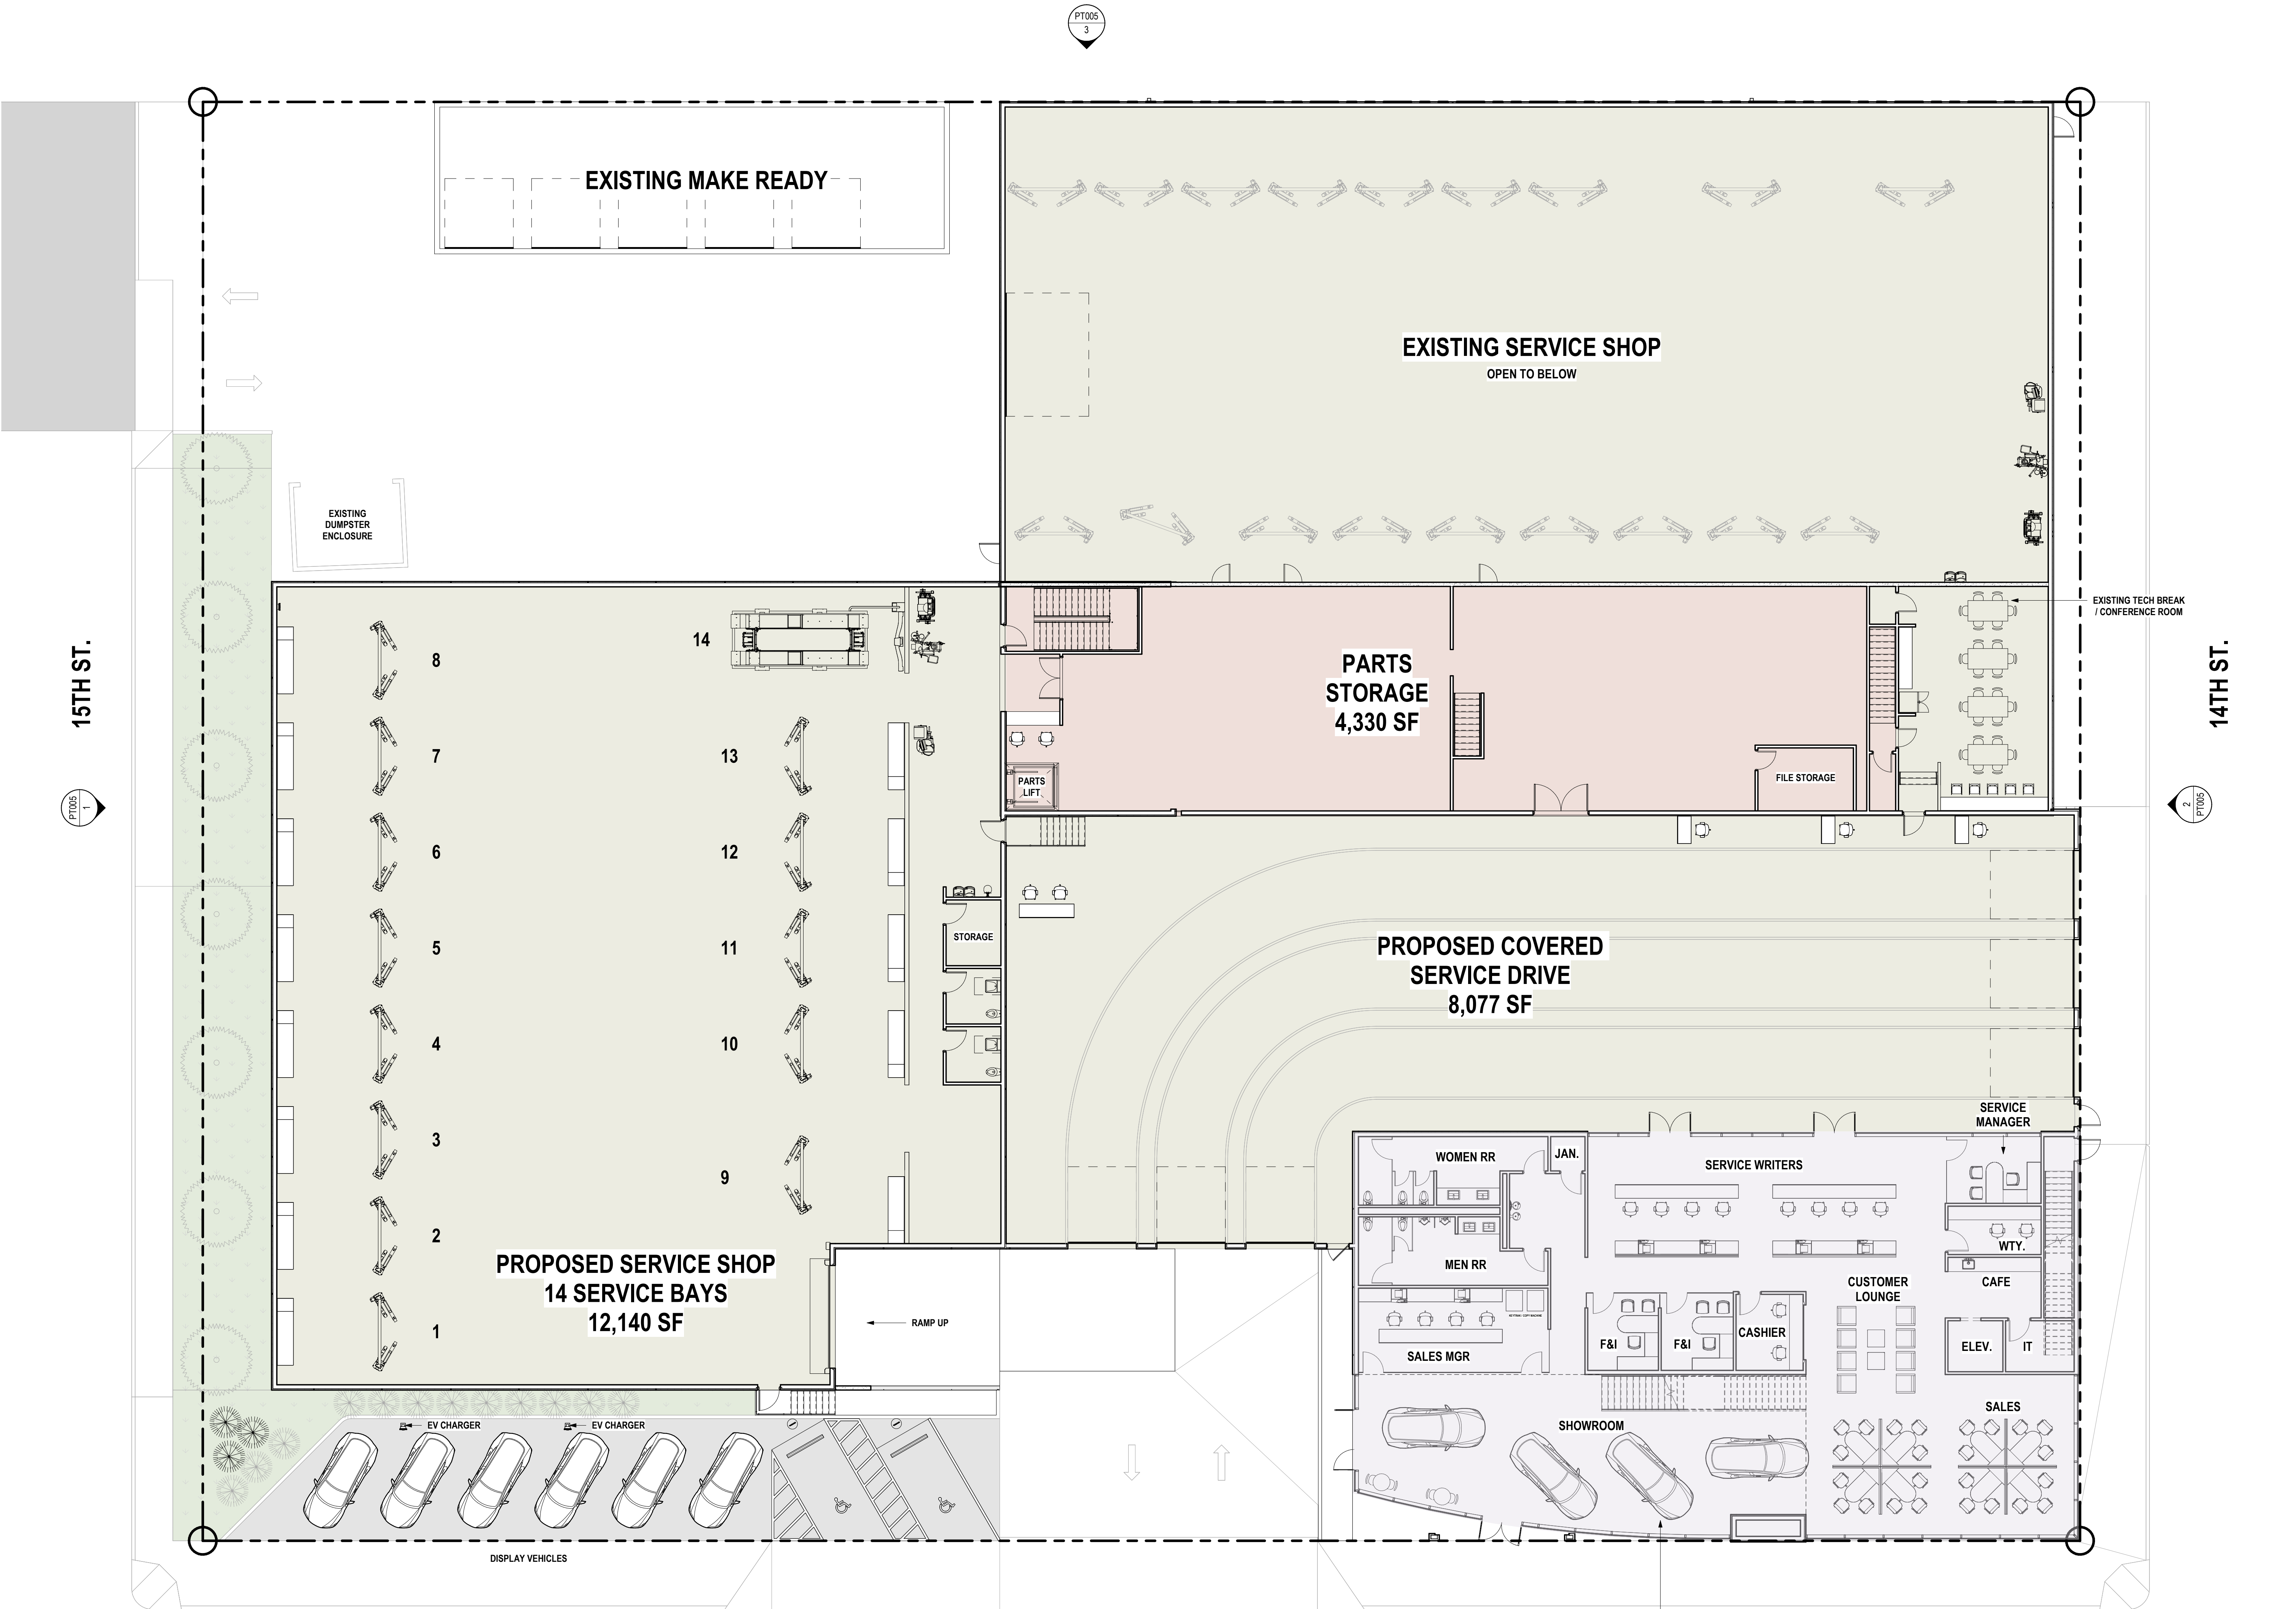 PT005
3
EXISTING MAKE READY
EXISTING SERVICE SHOP
OPEN TO BELOW
EXISTING
DUMPSTER
ENCLOSURE
15TH ST.
PT005
1
14
8
7
6
5
4
3
2
1
13
12
11
10
9
PROPOSED SERVICE SHOP
14 SERVICE BAYS
12,140 SF
STORAGE
PARTS
STORAGE
4,330 SF
PARTS
LIFT
FILE STORAGE
EXISTING TECH BREAK
/ CONFERENCE ROOM
14TH ST.
2
PT005
PROPOSED COVERED
SERVICE DRIVE
8,077 SF
SERVICE
MANAGER
WOMEN RR
JAN.
SERVICE WRITERS
MEN RR
WTY.
CUSTOMER
LOUNGE
CAFE
RAMP UP
SALES MGR
F&I
F&I
CASHIER
ELEV.
IT
SHOWROOM
SALES
EV CHARGER
EV CHARGER
DISPLAY VEHICLES